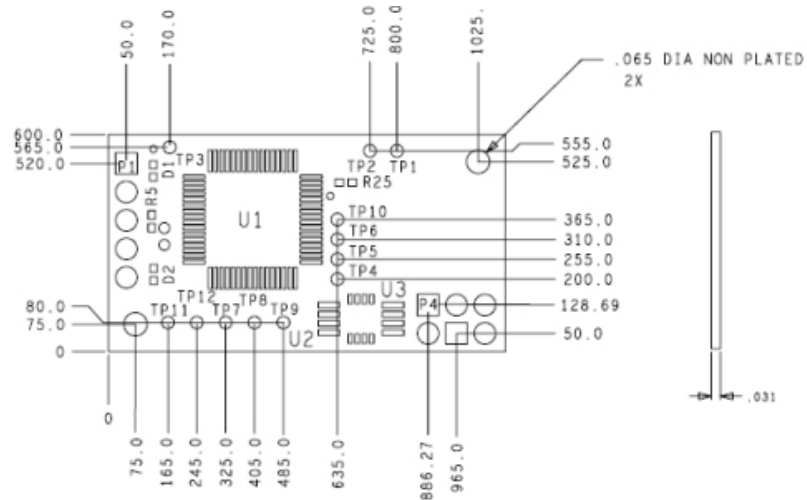 50.0
170.0
725.0
800.0
1025.
.065 DIA NON PLATED
2X
600.0
565.0
520.0
P1
D1
TP3
TP2
TP1
555.0
525.0
R25
R5
U1
TP10
365.0
TP6
310.0
TP5
255.0
TP4
200.0
D2
U3
P4
128.69
80.0
75.0
TP11
TP12
TP7
TP8
TP9
U2
50.0
0
0
.031
75.0
165.0
245.0
325.0
405.0
485.0
635.0
886.27
965.0